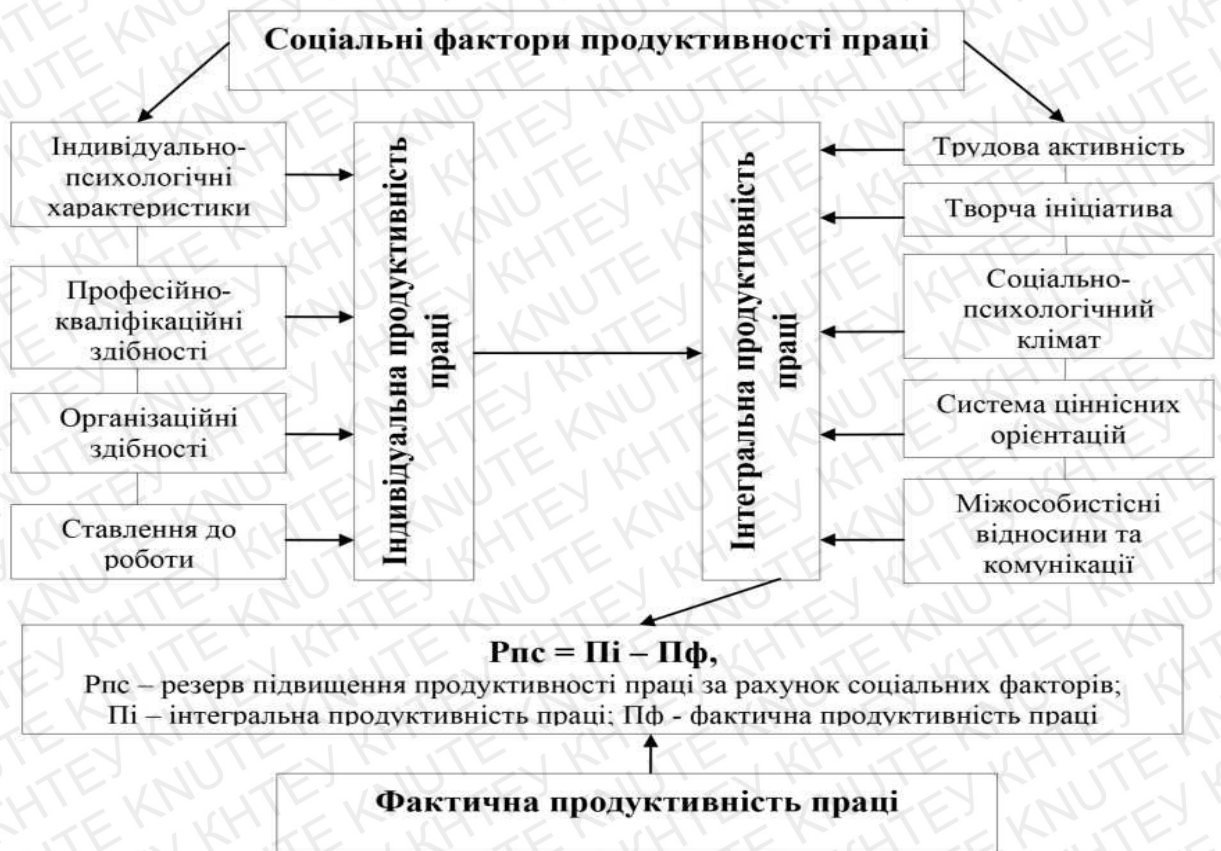 Соціальні фактори продуктивності праці
Індивідуально-
психологічні
характеристики
Професійно-
кваліфікаційні
здібності
Організаційні
здібності
Ставлення до
роботи
Індивідуальна продуктивність
праці
Інтегральна продуктивність
праці
Трудова активність
Творча ініціатива
Соціально-
психологічний
клімат
Система ціннісних
орієнтацій
Міжособистісні
відносини та
комунікації
Рпс = Пі – Пф,
Рпс – резерв підвищення продуктивності праці за рахунок соціальних факторів;
Пі – інтегральна продуктивність праці; Пф - фактична продуктивність праці
Фактична продуктивність праці